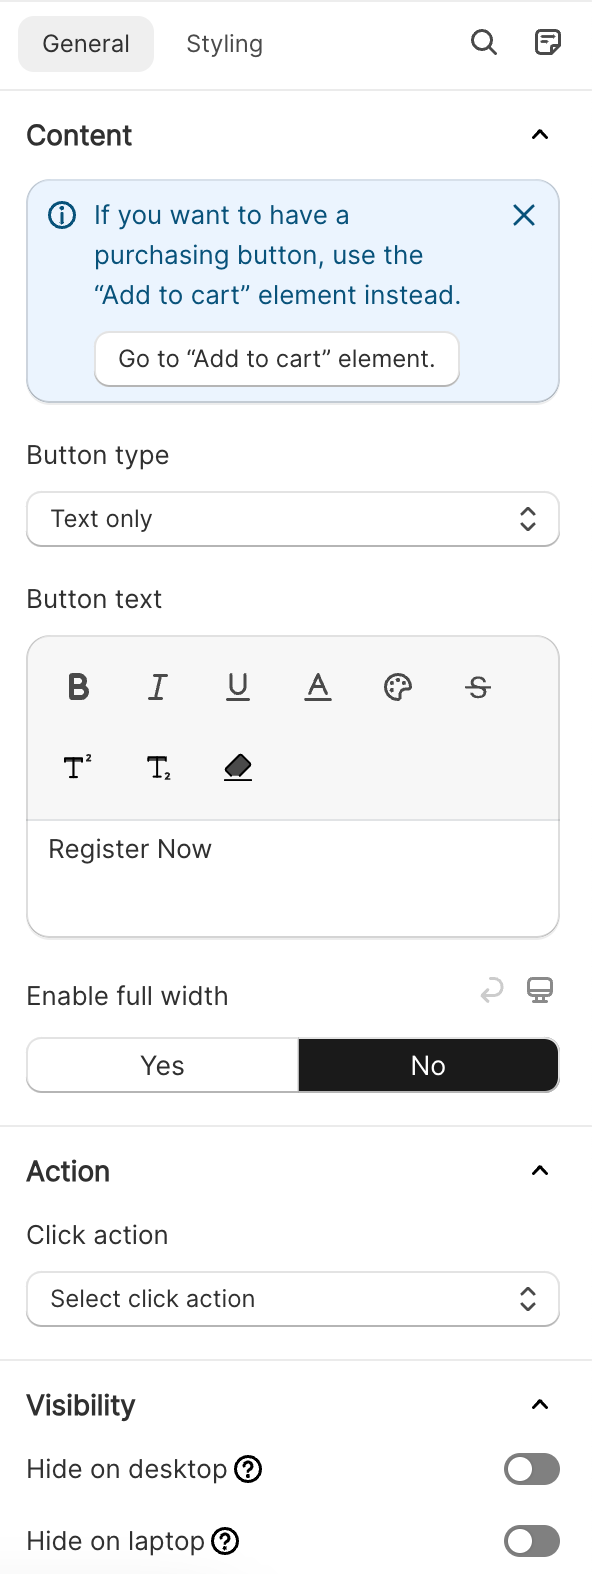 General Styling
Content
If you want to have a
purchasing button, use the
“Add to cart” element instead.
Go to “Add to cart” element.
Button type
Text only
Button text
B I U A S
T² T₂
Register Now
Enable full width
Yes No
Action
Click action
Select click action
Visibility
Hide on desktop ?
Hide on laptop ?